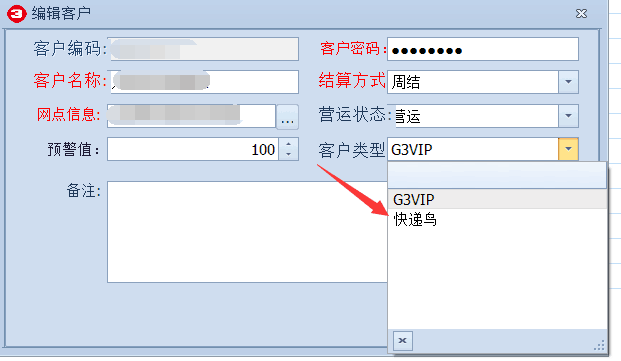 编辑客户
客户编码:
客户密码: ●●●●●●●●
客户名称:
结算方式 周结
网点信息: ...
营运状态: 营运
预警值: 100
客户类型 G3VIP
备注:
G3VIP
快递鸟